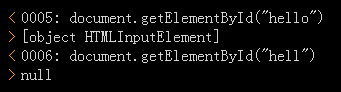 < 0005: document.getElementById("hello")
> [object HTMLInputElement]
< 0006: document.getElementById("hell")
> null